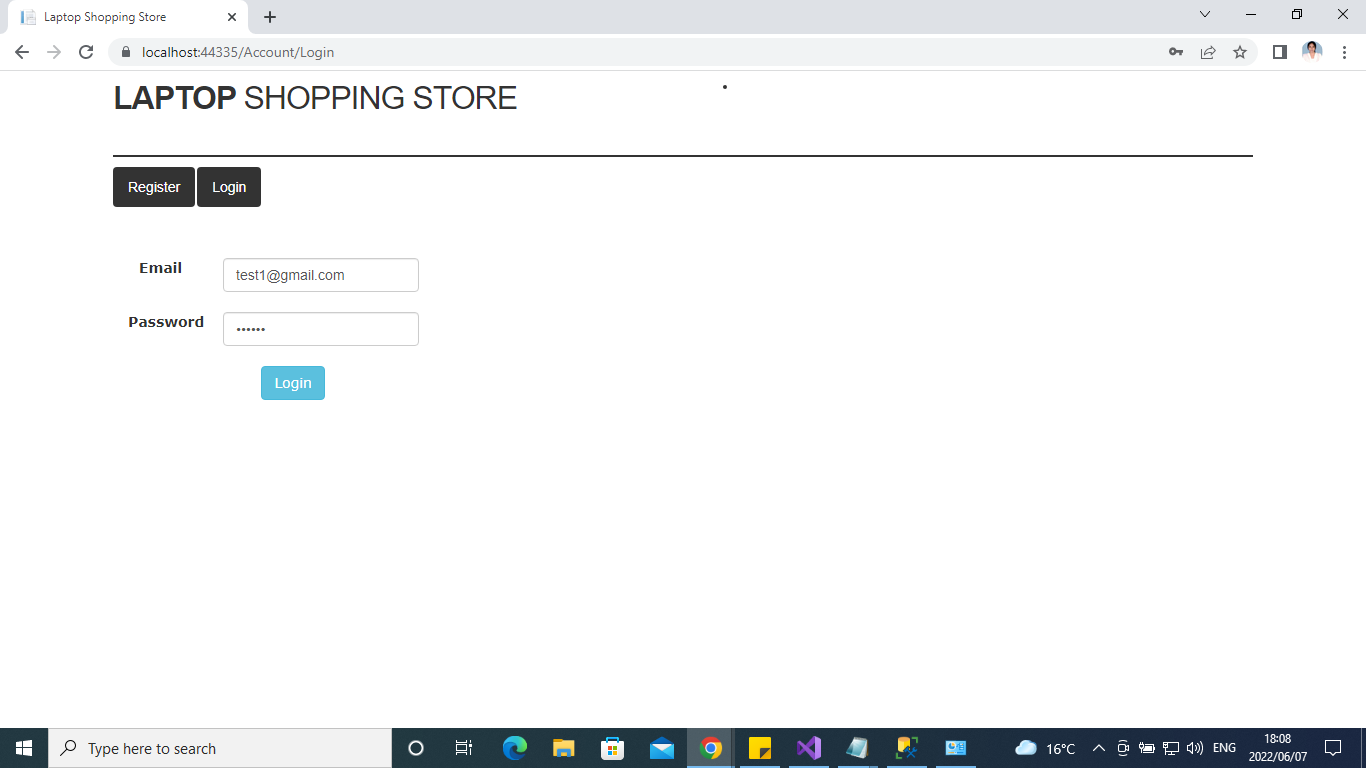 Laptop Shopping Store
localhost:44335/Account/Login
LAPTOP SHOPPING STORE
Register Login
Email test1@gmail.com
Password ••••••
Login
Type here to search
16°C
ENG
18:08
2022/06/07